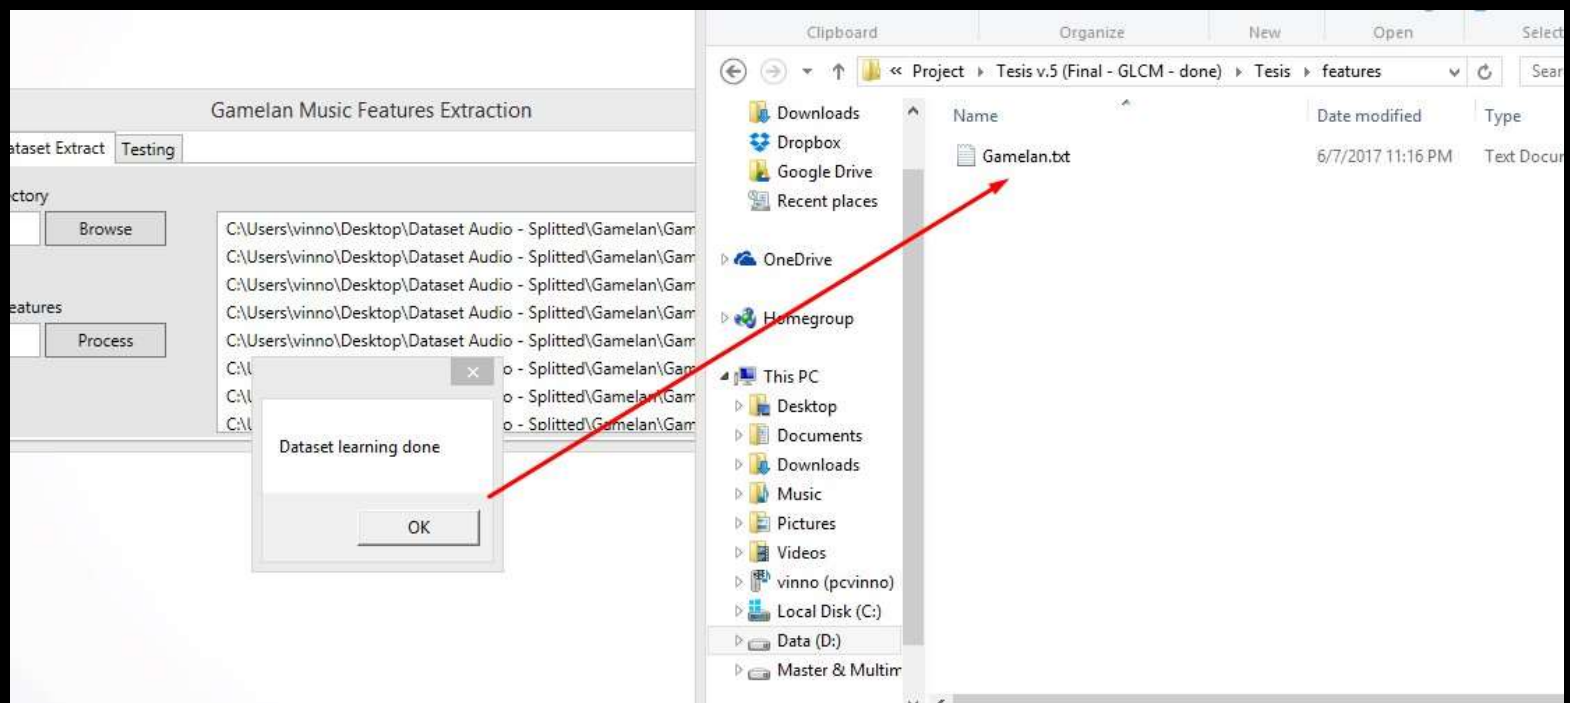 Clipboard
Organize
New
Open
Select
« Project Tesis v.5 (Final - GLCM - done) Tesis features
Sear
Gamelan Music Features Extraction
ataset Extract
Testing
ectory
Browse
eatures
Process
C:\Users\vinno\Desktop\Dataset Audio - Splitted\Gamelan\Gam
C:\Users\vinno\Desktop\Dataset Audio - Splitted\Gamelan\Gam
C:\Users\vinno\Desktop\Dataset Audio - Splitted\Gamelan\Gam
C:\Users\vinno\Desktop\Dataset Audio - Splitted\Gamelan\Gam
C:\Users\vinno\Desktop\Dataset Audio - Splitted\Gamelan\Gam
C:\U o - Splitted\Gamelan\Gam
C:\U o - Splitted\Gamelan\Gam
C:\U o - Splitted\Gamelan\Gam
Dataset learning done
OK
Downloads
Dropbox
Google Drive
Recent places
OneDrive
Homegroup
This PC
Desktop
Documents
Downloads
Music
Pictures
Videos
vinno (pcvinno)
Local Disk (C:)
Data (D:)
Master & Multim
Name
Date modified
Type
Gamelan.txt
6/7/2017 11:16 PM
Text Docur